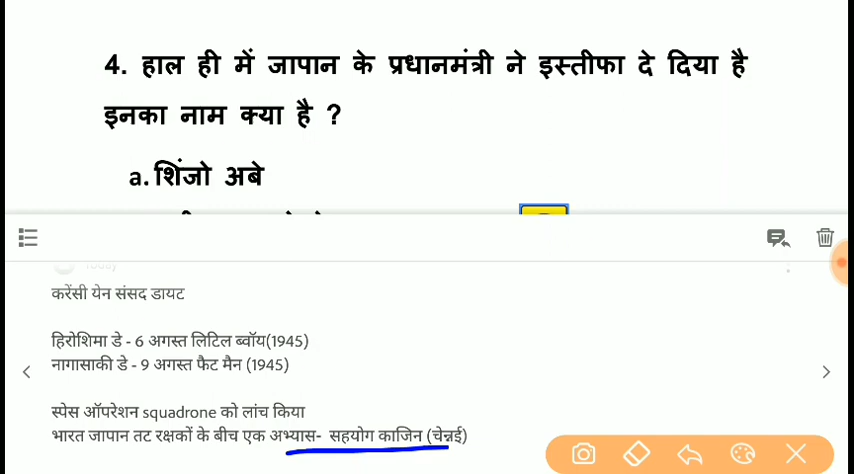 4. हाल ही में जापान के प्रधानमंत्री ने इस्तीफा दे दिया है
इनका नाम क्या है ?
a. शिंजो अबे
Today
करेंसी येन संसद डायट
हिरोशिमा डे - 6 अगस्त लिटिल ब्वॉय(1945)
नागासाकी डे - 9 अगस्त फैट मैन (1945)
स्पेस ऑपरेशन squadrone को लांच किया
भारत जापान तट रक्षकों के बीच एक अभ्यास- सहयोग काजिन (चेन्नई)